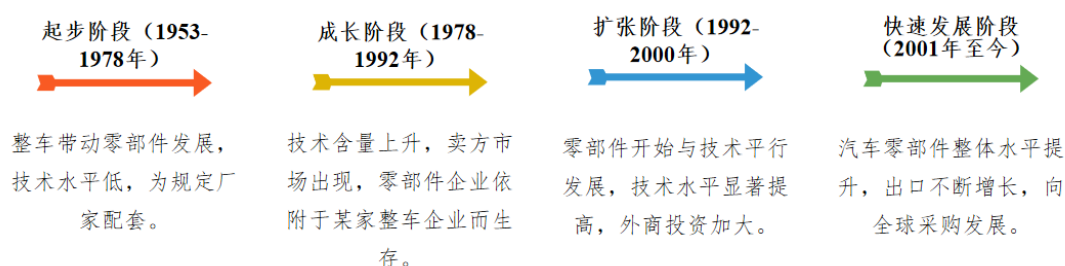 起步阶段（1953-
1978年）
整车带动零部件发展，
技术水平低，为规定厂
家配套。
成长阶段（1978-
1992年）
技术含量上升，卖方市
场出现，零部件企业依
附于某家整车企业而生
存。
扩张阶段（1992-
2000年）
零部件开始与技术平行
发展，技术水平显著提
高，外商投资加大。
快速发展阶段
（2001年至今）
汽车零部件整体水平提
升，出口不断增长，向
全球采购发展。